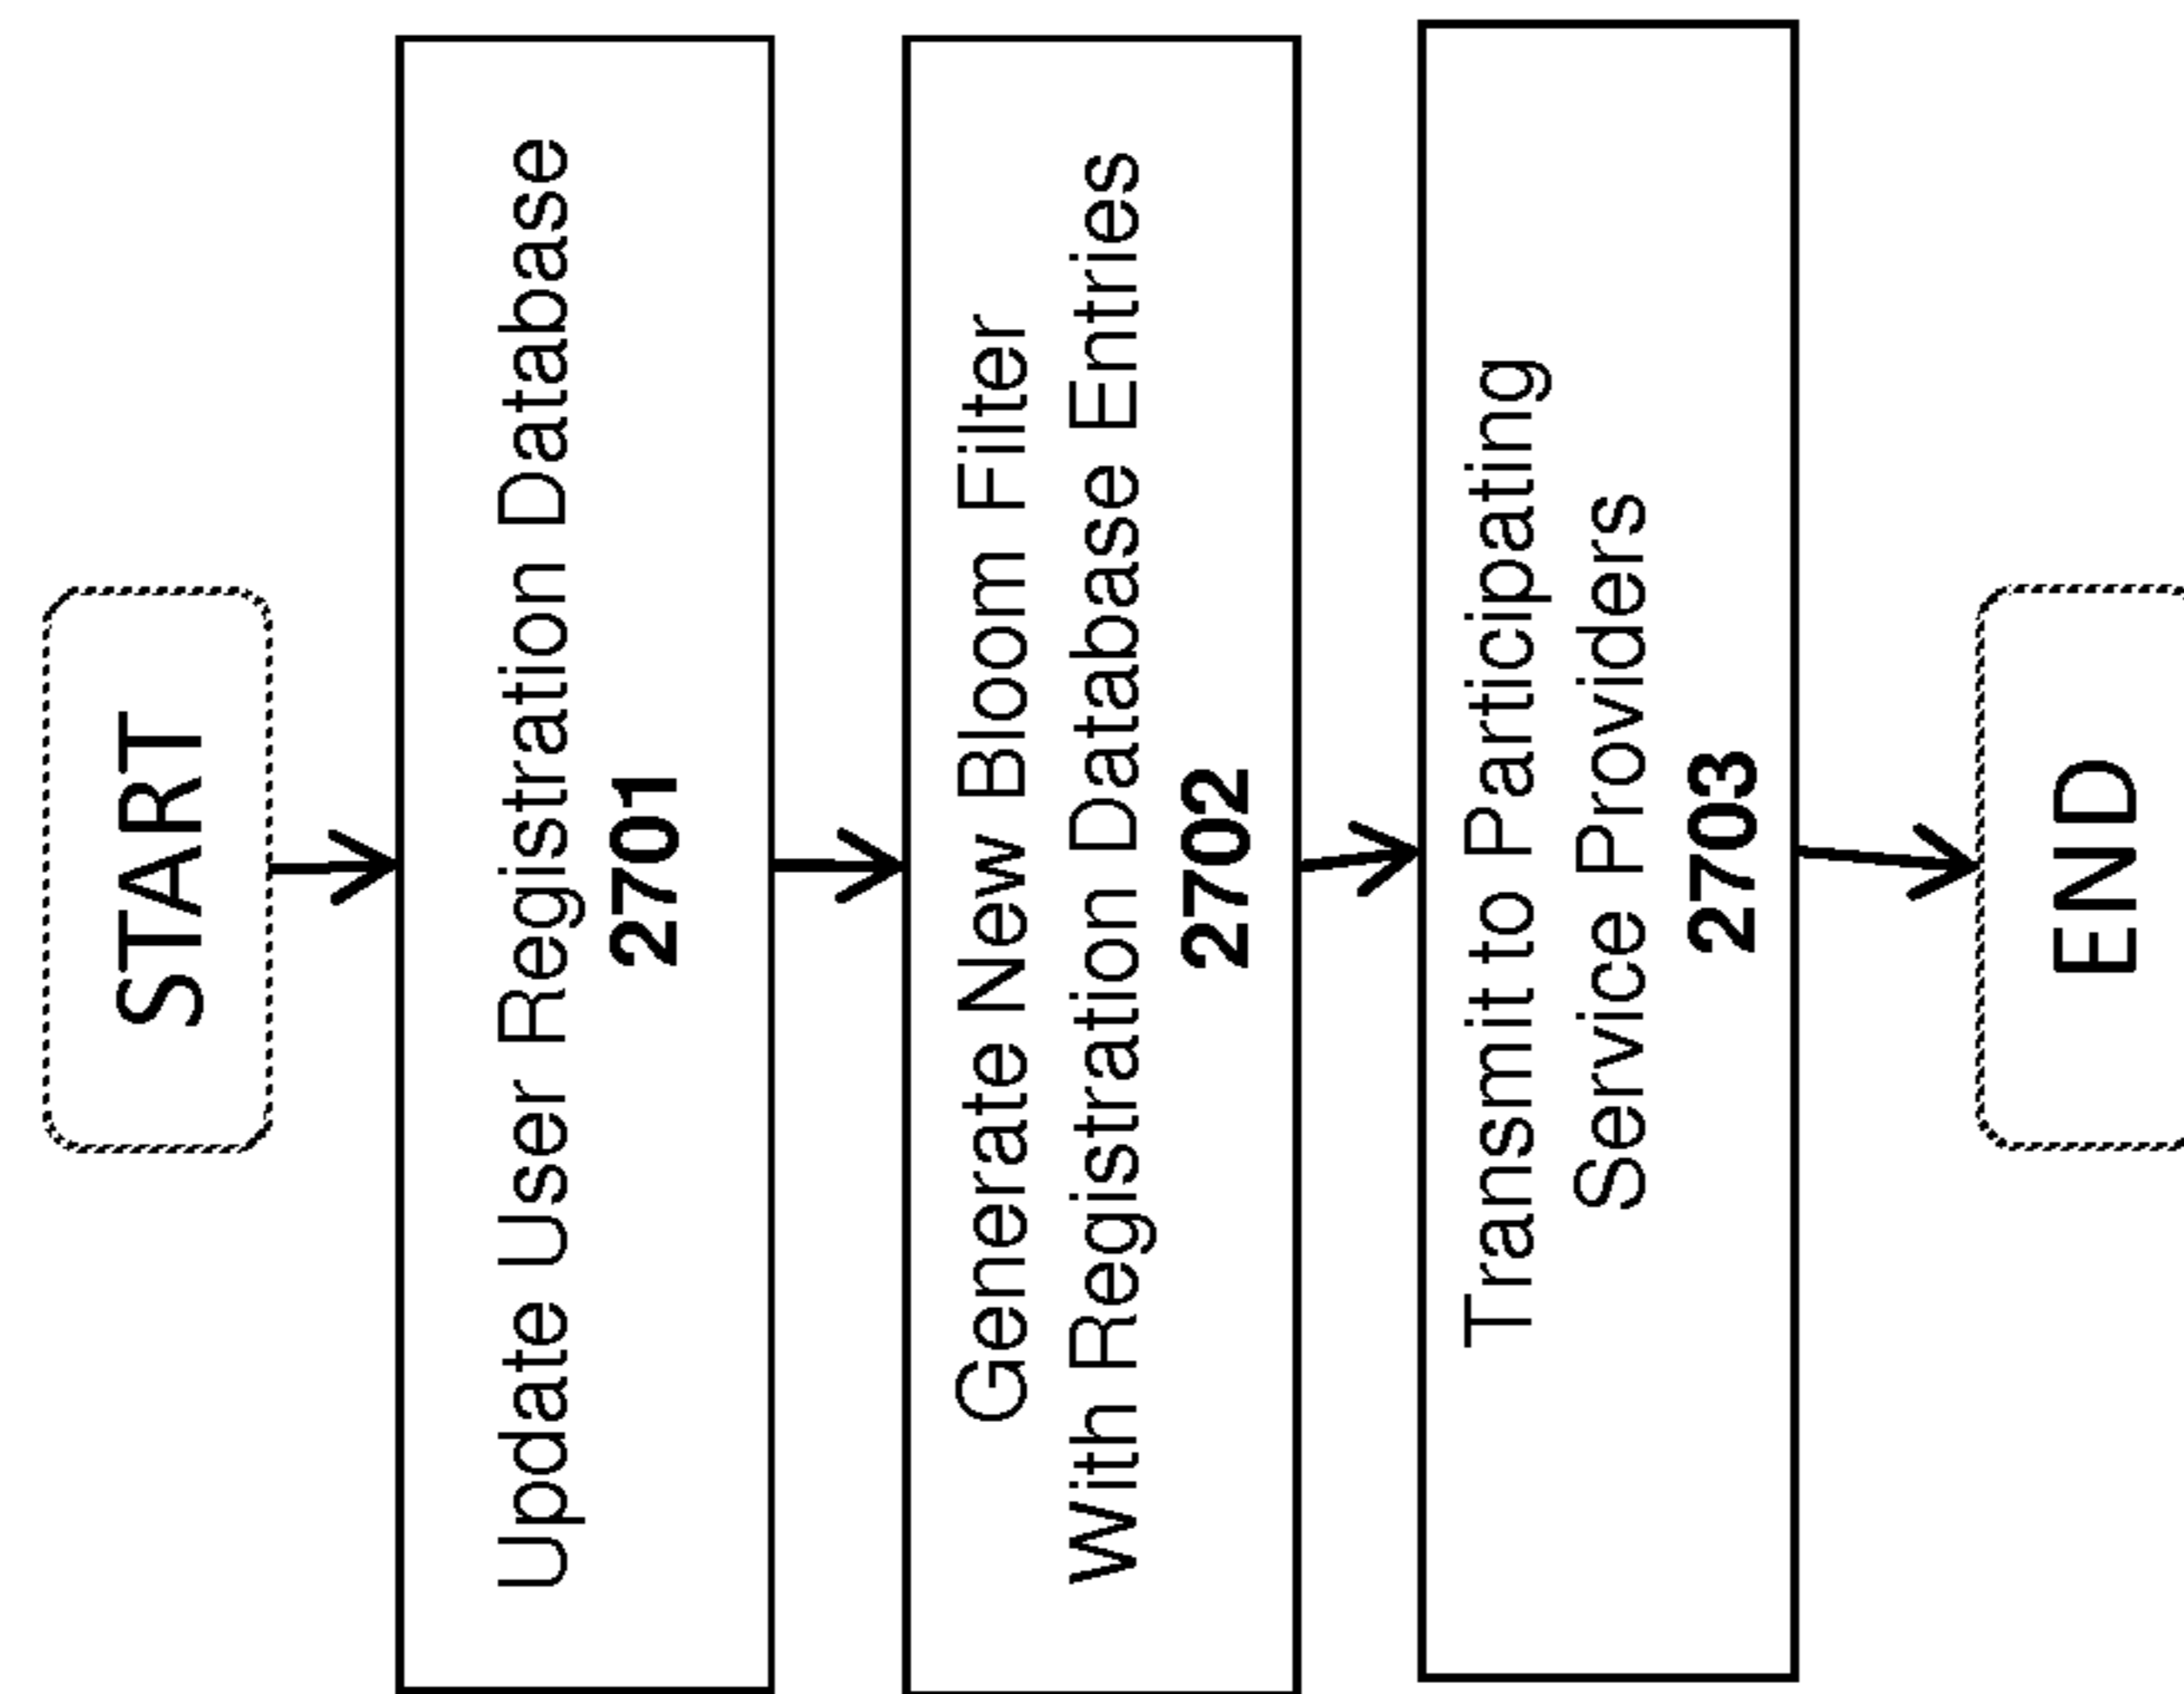 START
Update User Registration Database
2701
Generate New Bloom Filter
With Registration Database Entries
2702
Transmit to Participating
Service Providers
2703
END